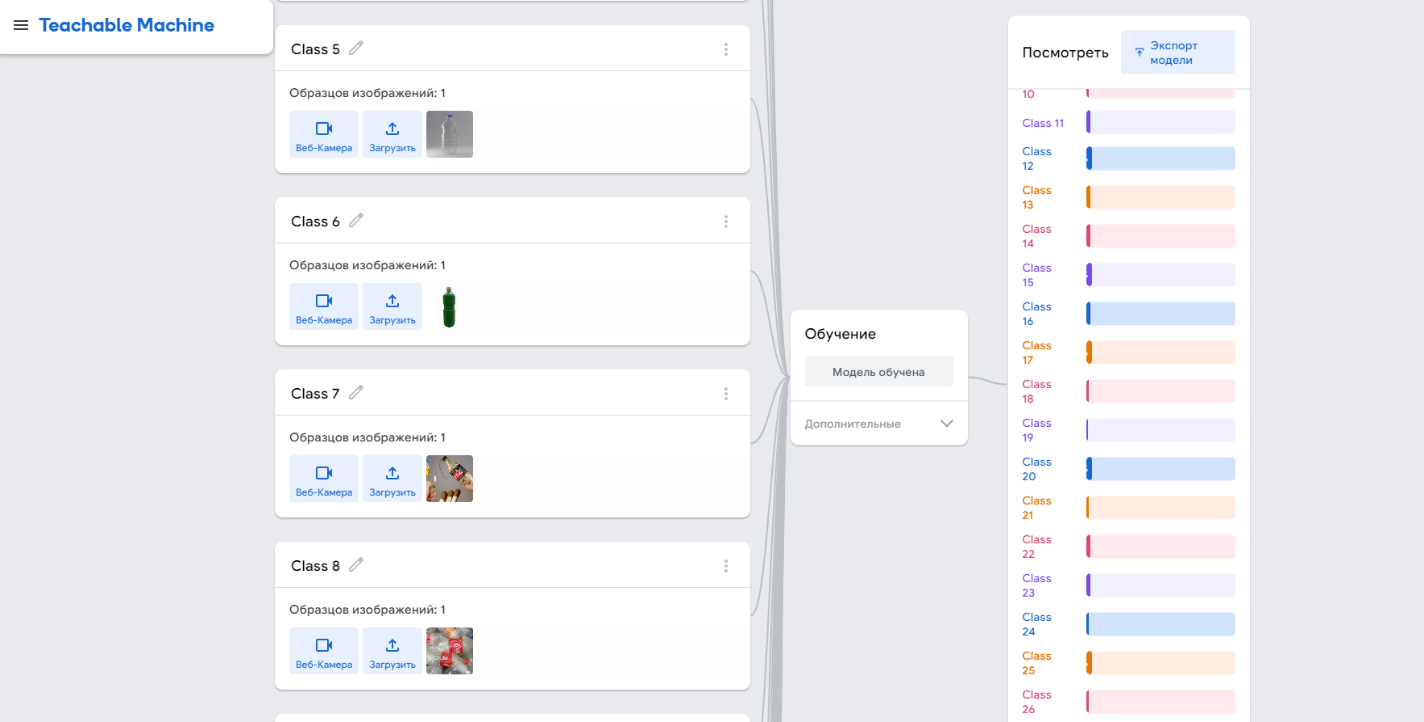 Teachable Machine
Class 5
Образцов изображений: 1
Веб-Камера
Загрузить
Class 6
Образцов изображений: 1
Веб-Камера
Загрузить
Class 7
Образцов изображений: 1
Веб-Камера
Загрузить
Class 8
Образцов изображений: 1
Веб-Камера
Загрузить
Обучение
Модель обучена
Дополнительные
Посмотреть
Экспорт
модели
10
Class 11
Class
12
Class
13
Class
14
Class
15
Class
16
Class
17
Class
18
Class
19
Class
20
Class
21
Class
22
Class
23
Class
24
Class
25
Class
26